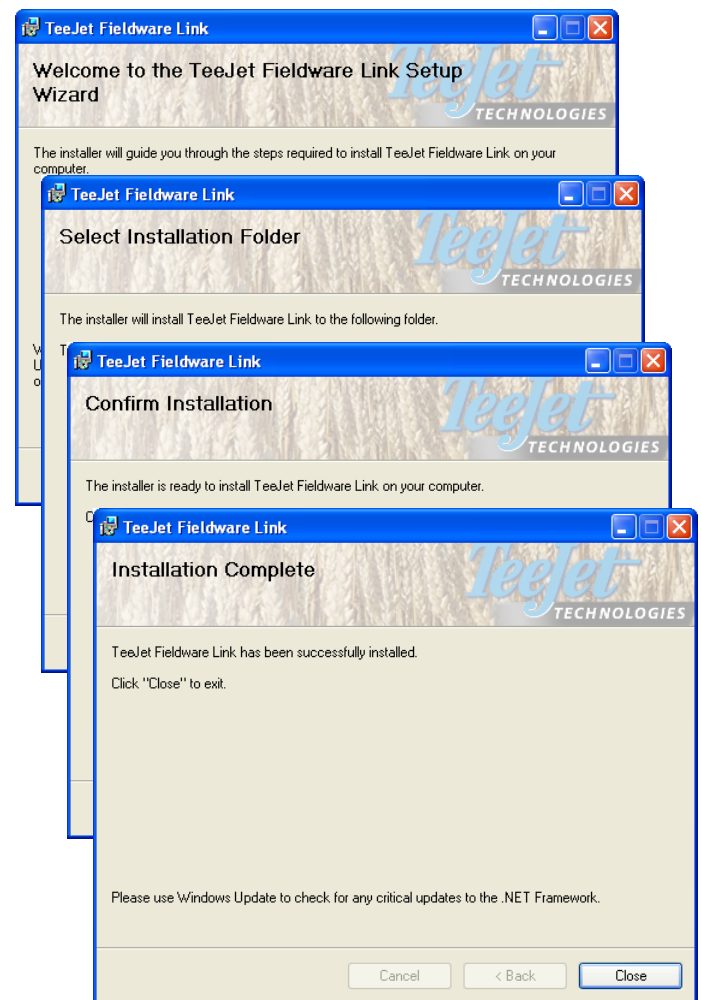 TeeJet Fieldware Link
Welcome to the TeeJet Fieldware Link Setup
Wizard
TeeJet
TECHNOLOGIES
The installer will guide you through the steps required to install TeeJet Fieldware Link on your
computer.
TeeJet Fieldware Link
Select Installation Folder
TeeJet
TECHNOLOGIES
The installer will install TeeJet Fieldware Link to the following folder.
TeeJet Fieldware Link
Confirm Installation
TeeJet
TECHNOLOGIES
The installer is ready to install TeeJet Fieldware Link on your computer.
TeeJet Fieldware Link
Installation Complete
TeeJet
TECHNOLOGIES
TeeJet Fieldware Link has been successfully installed.
Click "Close" to exit.
Please use Windows Update to check for any critical updates to the .NET Framework.
Cancel
< Back
Close